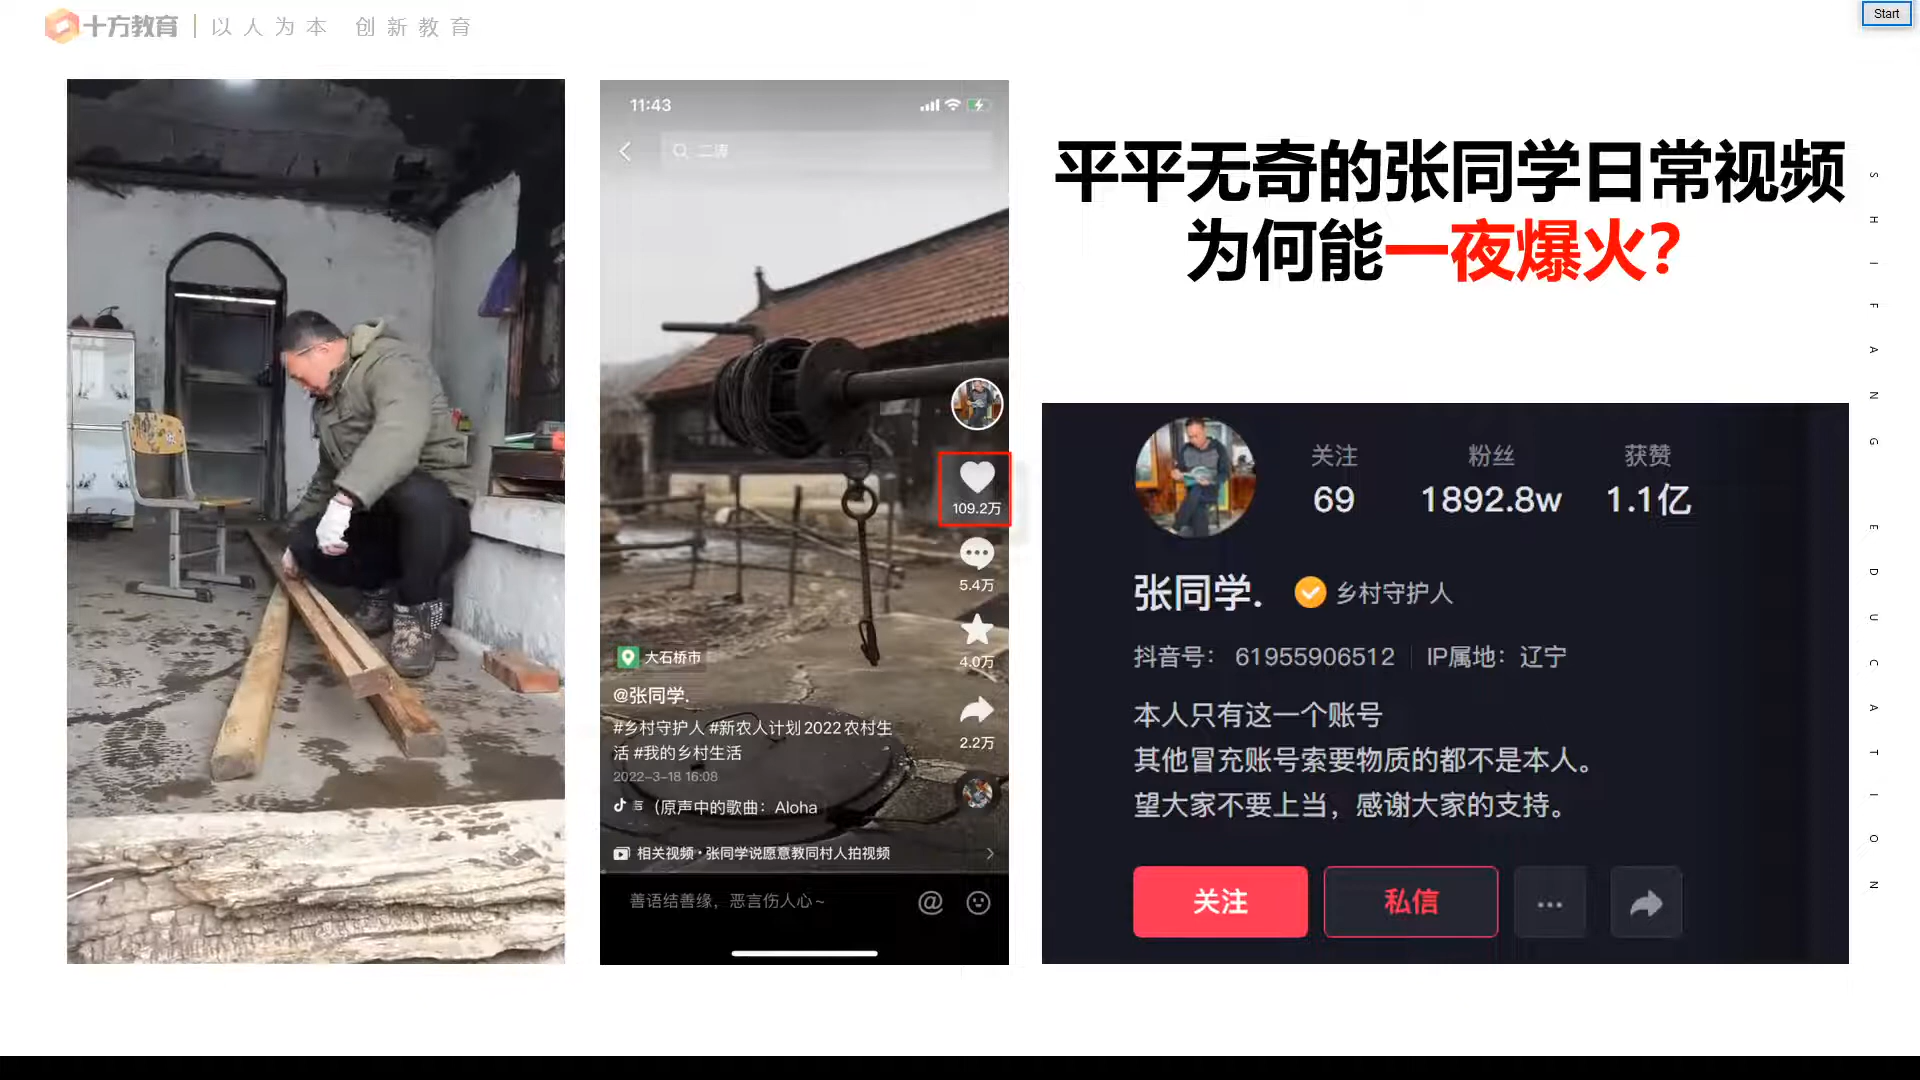 十方教育 以人为本 创新教育
Start
11:43
二涛
109.2万
5.4万
4.0万
2.2万
大石桥市
@张同学.
#乡村守护人 #新农人计划2022农村生
活 #我的乡村生活
2022-3-18 16:08
(原声中的歌曲：Aloha
相关视频·张同学说愿意教同村人拍视频
善语结善缘，恶言伤人心~
平平无奇的张同学日常视频
为何能一夜爆火?
关注 粉丝 获赞
69 1892.8w 1.1亿
张同学. 乡村守护人
抖音号： 61955906512 IP属地：辽宁
本人只有这一个账号
其他冒充账号索要物质的都不是本人。
望大家不要上当，感谢大家的支持。
关注 私信
SHIFANG EDUCATION